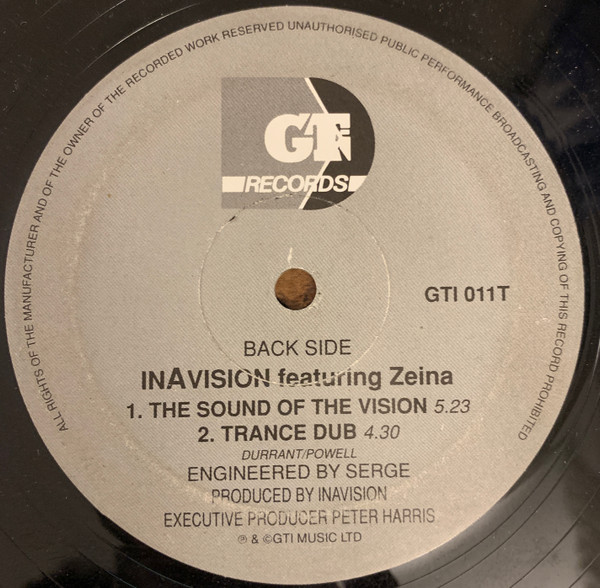 ALL RIGHTS OF THE MANUFACTURER AND OF THE OWNER OF THE RECORDED WORK RESERVED UNAUTHORISED PUBLIC PERFORMANCE BROADCASTING AND COPYING OF THIS RECORD PROHIBITED
GTi
RECORDS
GTI 011T
BACK SIDE
INAVISION featuring Zeina
1. THE SOUND OF THE VISION 5.23
2. TRANCE DUB 4.30
DURRANT/POWELL
ENGINEERED BY SERGE
PRODUCED BY INAVISION
EXECUTIVE PRODUCER PETER HARRIS
℗ & ©GTI MUSIC LTD